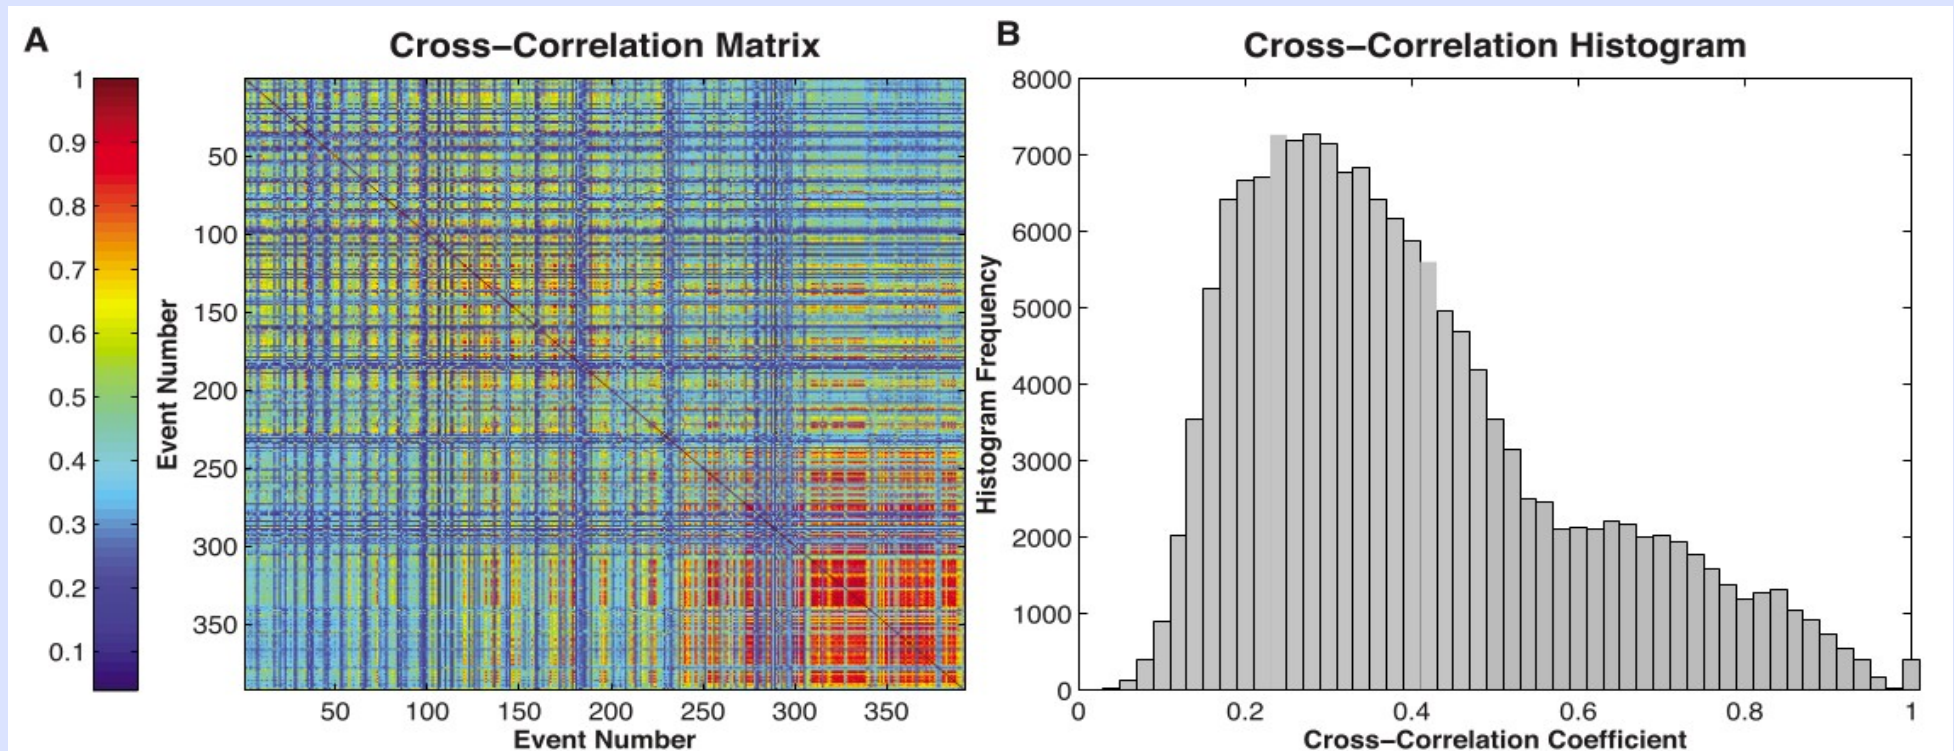 A
Cross-Correlation Matrix
1
0.9
0.8
0.7
0.6
0.5
0.4
0.3
0.2
0.1
Event Number
50
100
150
200
250
300
350
50 100 150 200 250 300 350
Event Number
B
Cross-Correlation Histogram
Histogram Frequency
8000
7000
6000
5000
4000
3000
2000
1000
0
0 0.2 0.4 0.6 0.8 1
Cross-Correlation Coefficient